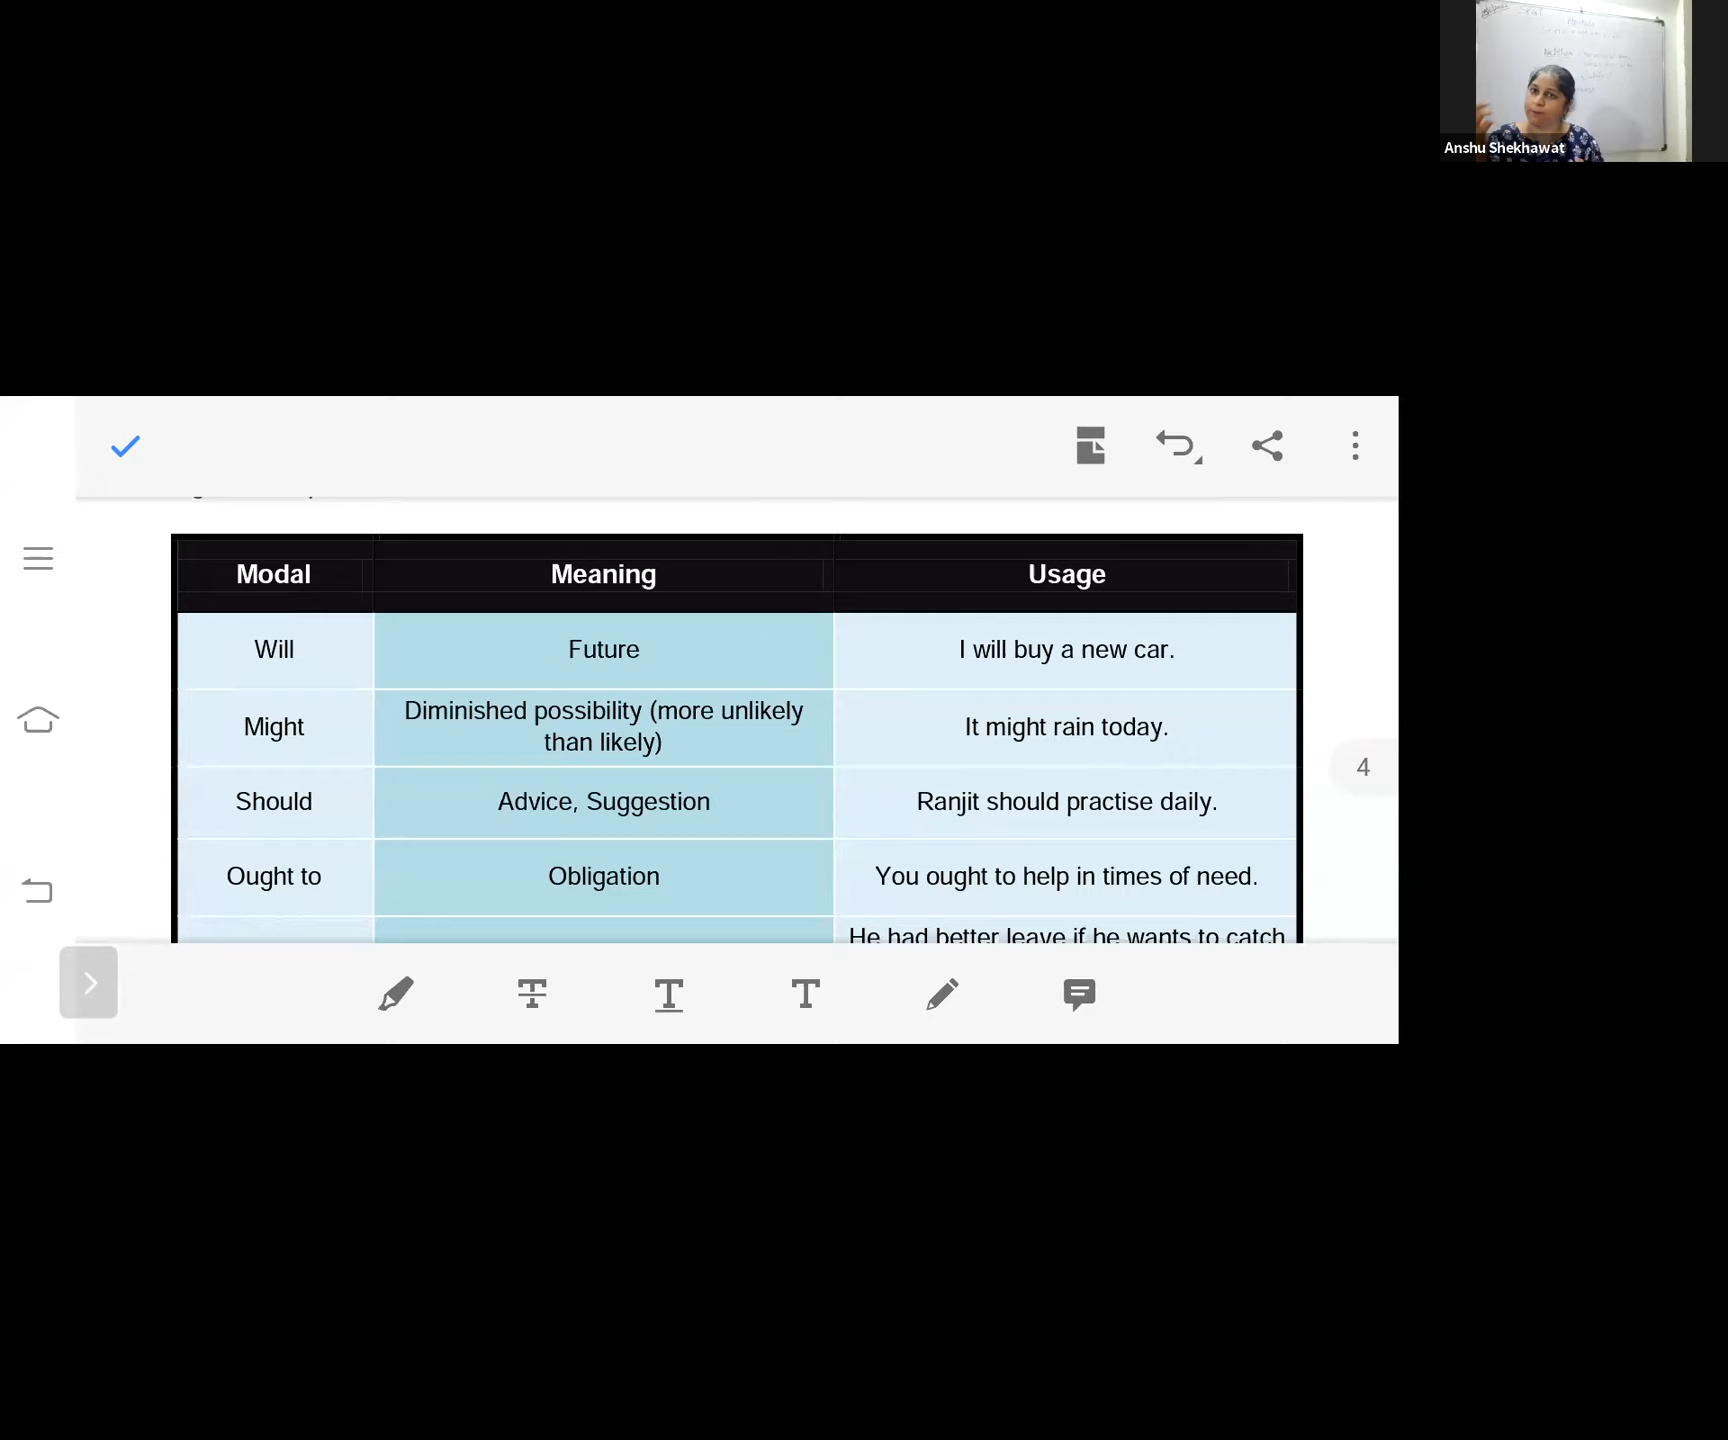 Anshu Shekhawat
Modal Meaning Usage
Will Future I will buy a new car.
Might Diminished possibility (more unlikely
than likely) It might rain today.
Should Advice, Suggestion Ranjit should practise daily.
Ought to Obligation You ought to help in times of need.
He had better leave if he wants to catch
4